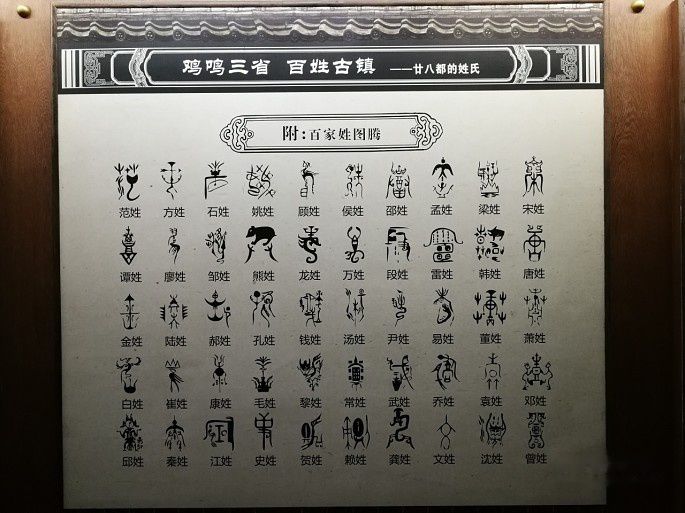 鸡鸣三省 百姓古镇 ——廿八都的姓氏
附:百家姓图腾
范姓 方姓 石姓 姚姓 顾姓 侯姓 邵姓 孟姓 梁姓 宋姓
谭姓 廖姓 邹姓 熊姓 龙姓 万姓 段姓 雷姓 韩姓 唐姓
金姓 陆姓 郝姓 孔姓 钱姓 汤姓 尹姓 易姓 董姓 萧姓
白姓 崔姓 康姓 毛姓 黎姓 常姓 武姓 乔姓 袁姓 邓姓
邱姓 秦姓 江姓 史姓 贺姓 赖姓 龚姓 文姓 沈姓 曾姓